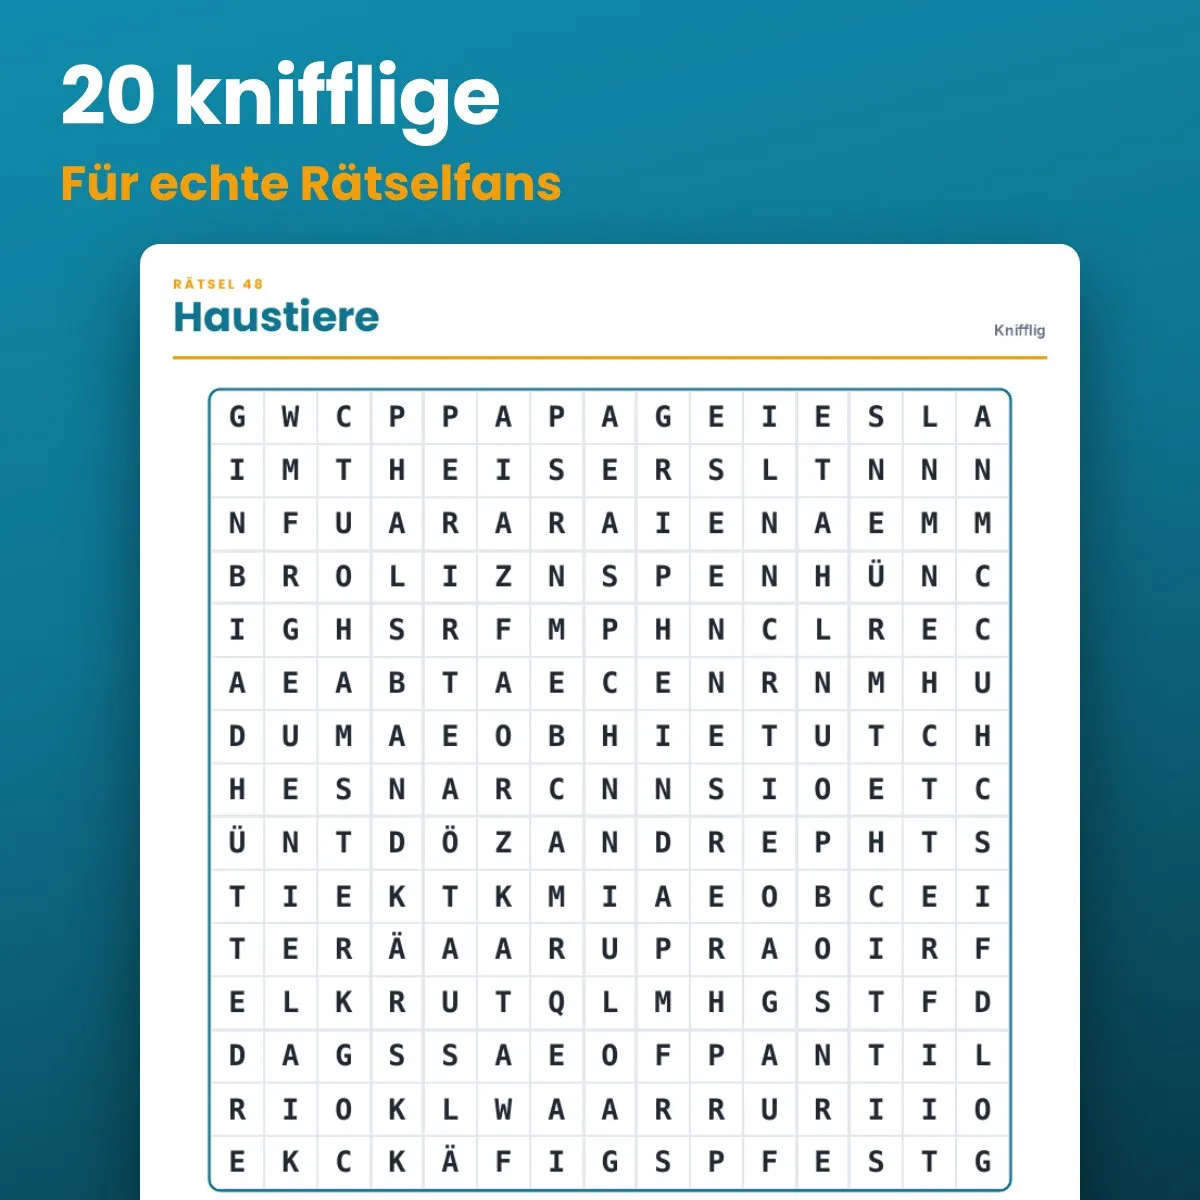 20 knifflige
Für echte Rätselfans
RÄTSEL 48
Haustiere
Knifflig
G W C P P A P A G E I E S L A
I M T H E I S E R S L T N N N
N F U A R A R A I E N A E M M
B R O L I Z N S P E N H Ü N C
I G H S R F M P H N C L R E C
A E A B T A E C E N R N M H U
D U M A E O B H I E T U T C H
H E S N A R C N N S I O E T C
Ü N T D Ö Z A N D R E P H T S
T I E K T K M I A E O B C E I
T E R Ä A A R U P R A O I R F
E L K R U T Q L M H G S T F D
D A G S S A E O F P A N T I L
R I O K L W A A R R U R I I O
E K C K Ä F I G S P F E S T G